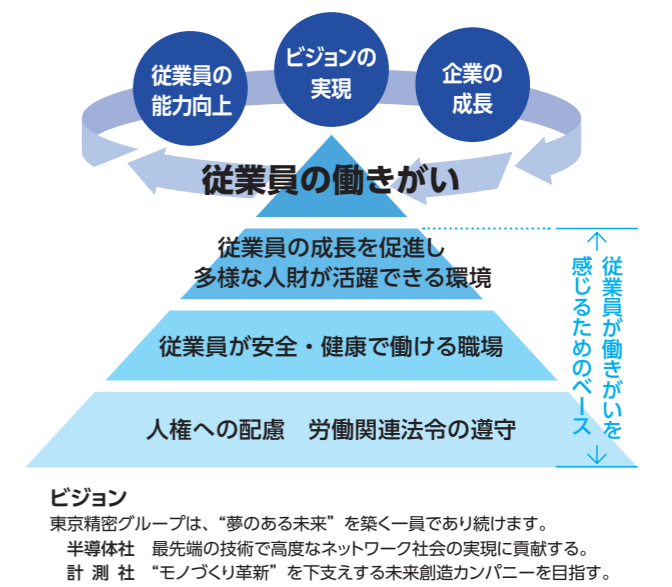 従業員の
能力向上
ビジョンの
実現
企業の
成長
従業員の働きがい
従業員の成長を促進し
多様な人財が活躍できる環境
従業員が安全・健康で働ける職場
人権への配慮 労働関連法令の遵守
従業員が働きがいを
感じるためのベース
ビジョン
東京精密グループは、“夢のある未来”を築く一員であり続けます。
半導体社 最先端の技術で高度なネットワーク社会の実現に貢献する。
計 測 社 “モノづくり革新”を下支えする未来創造カンパニーを目指す。